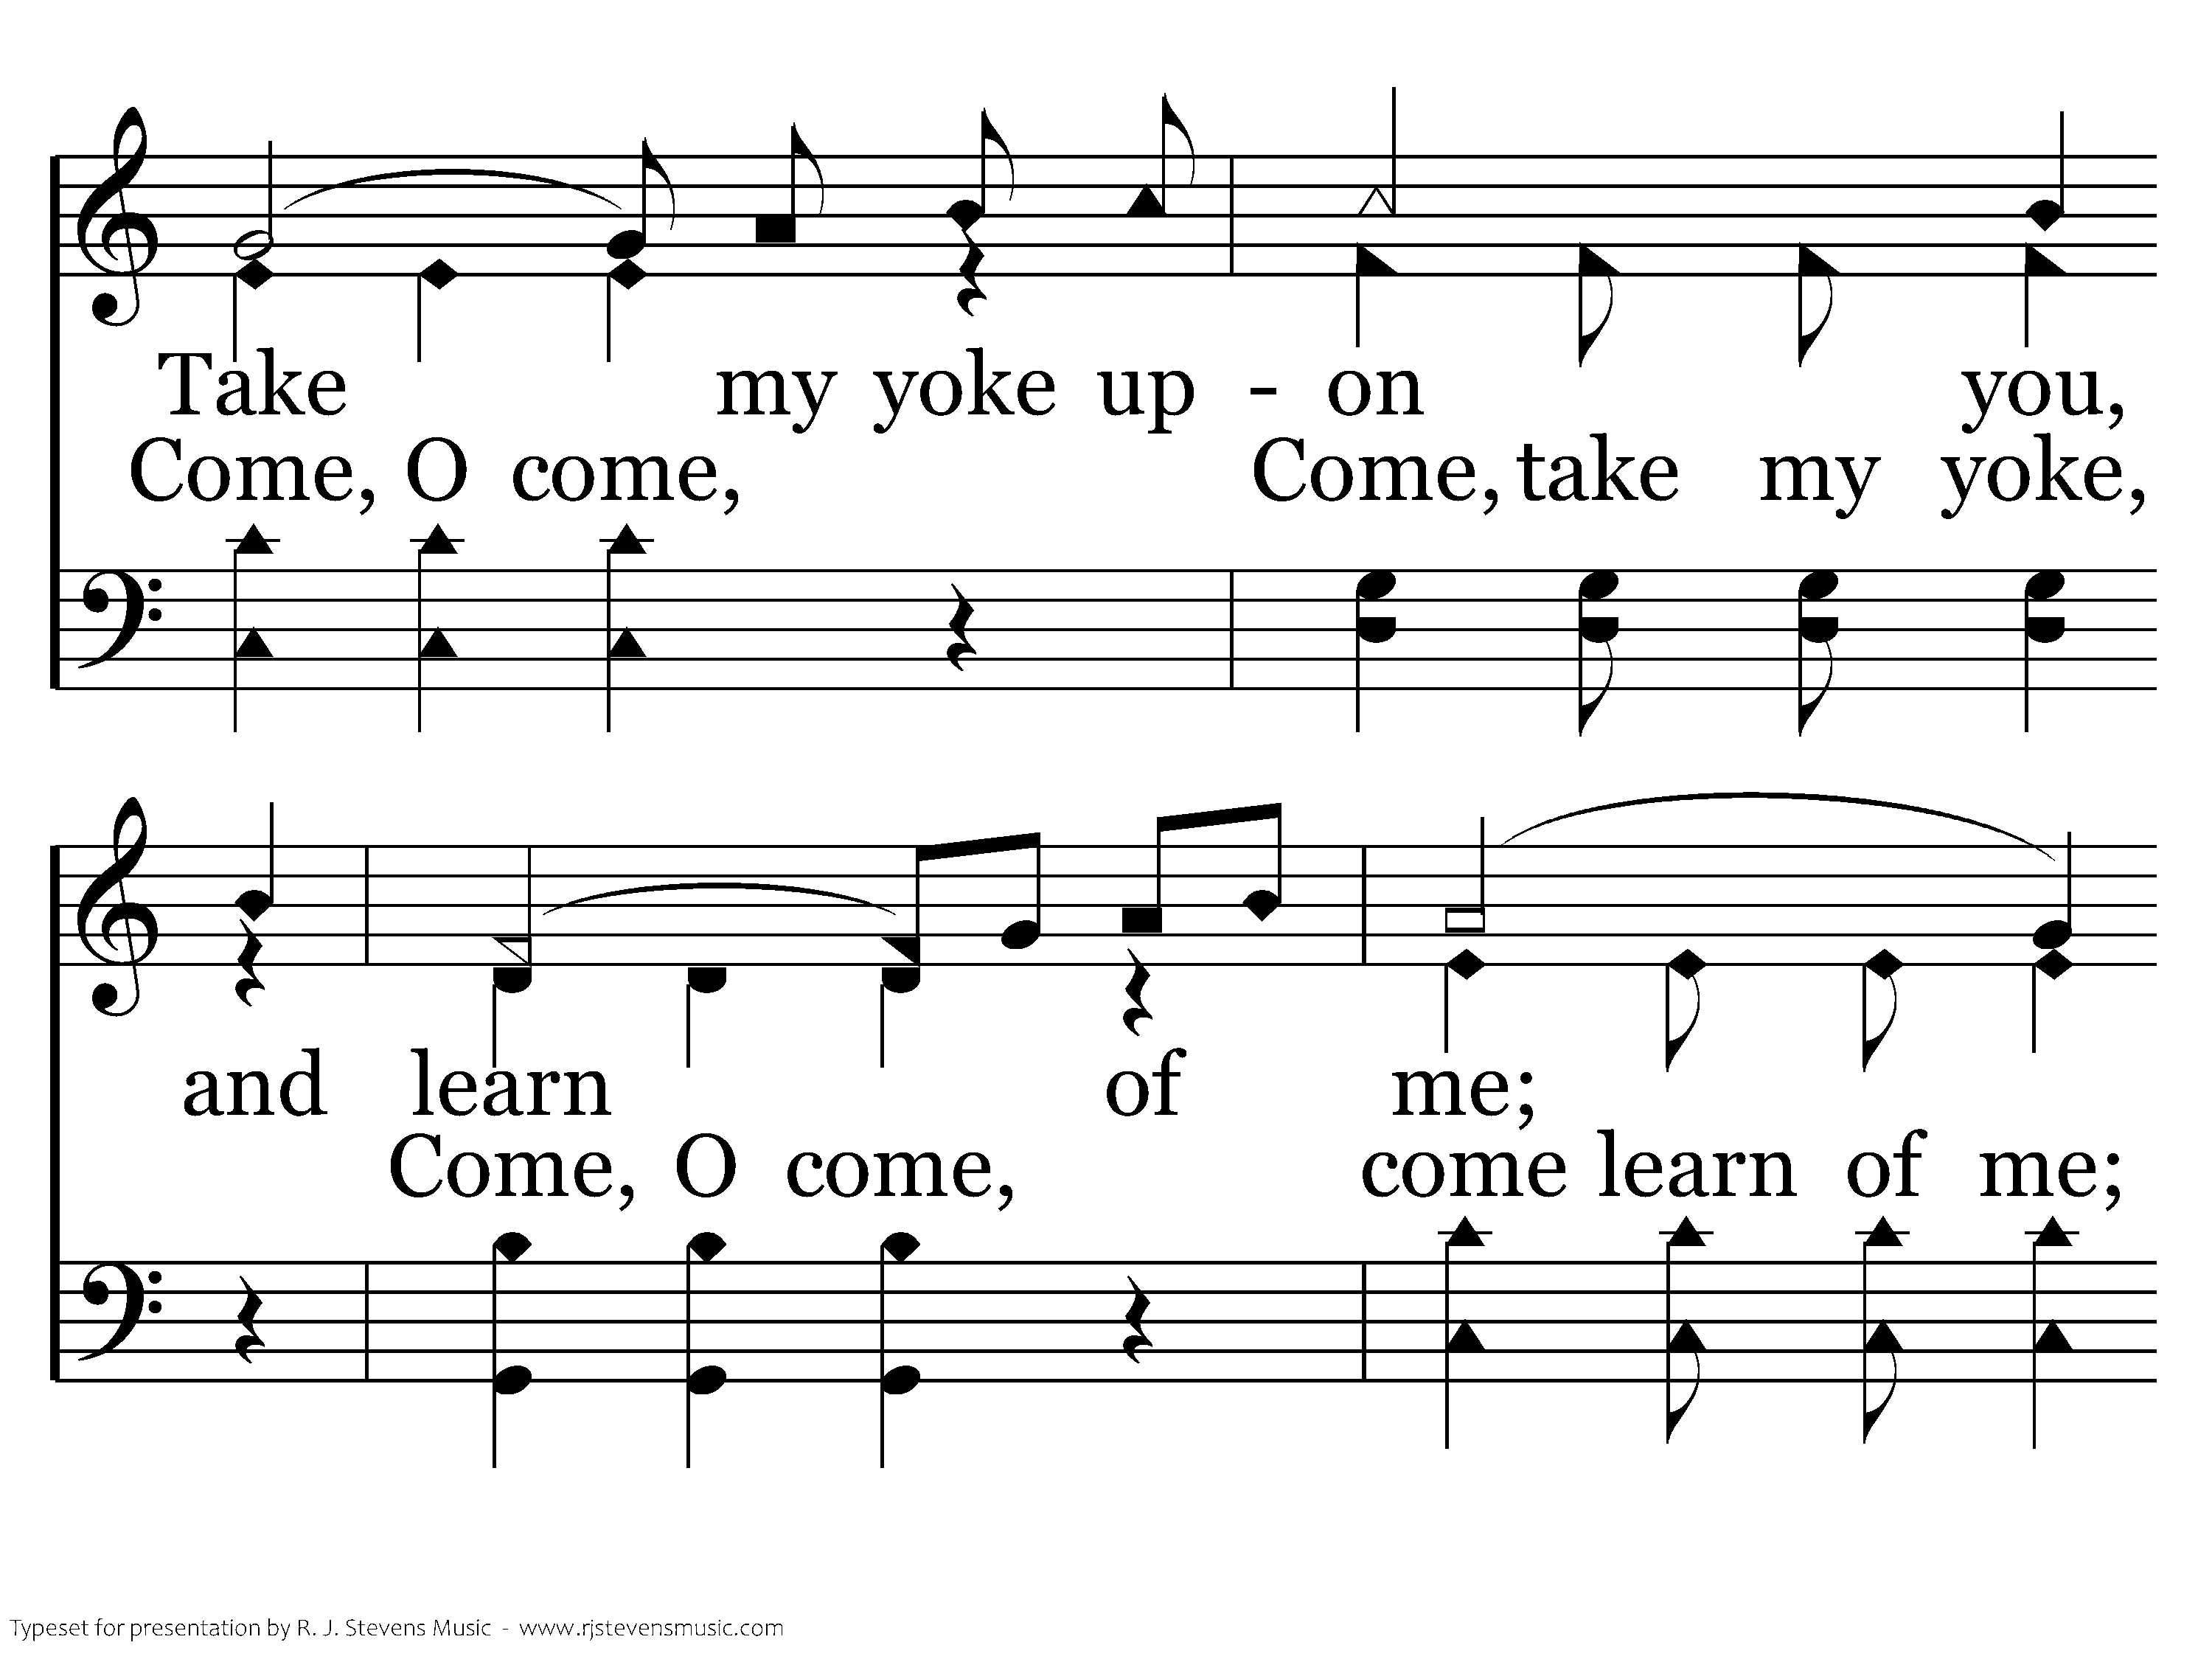 Take my yoke up - on you,
Come, O come, Come, take my yoke,
and learn of me;
Come, O come, come learn of me;
Typeset for presentation by R. J. Stevens Music - www.rjstevensmusic.com